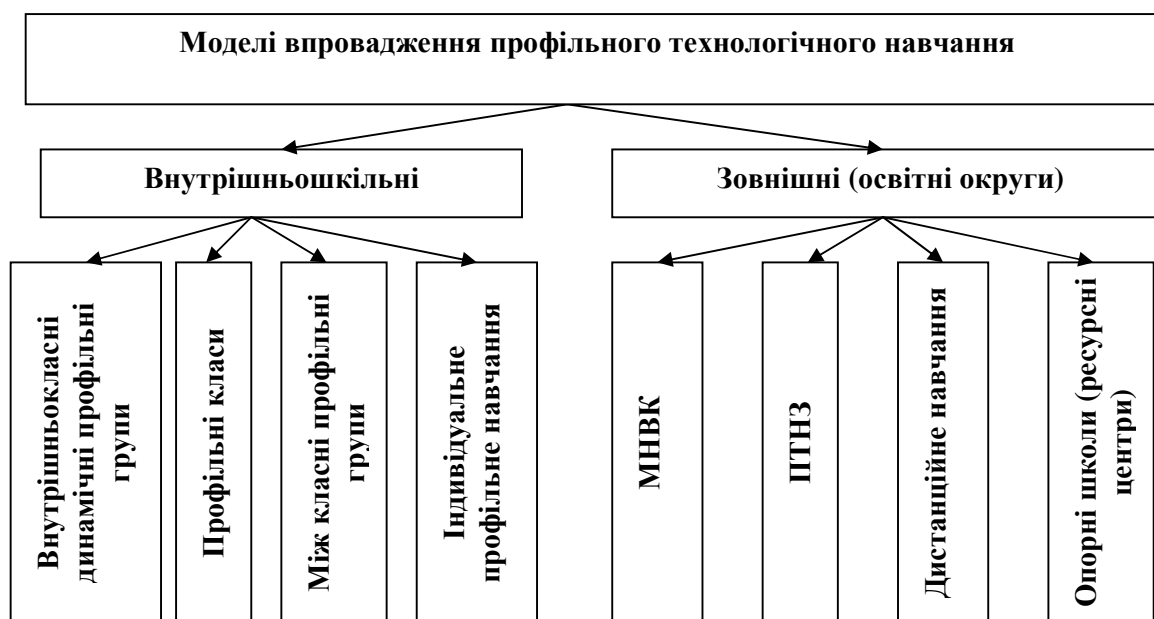 Моделі впровадження профільного технологічного навчання
Внутрішньошкільні
Зовнішні (освітні округи)
Внутрішньокласні
динамічні профільні
групи
Профільні класи
Між класні профільні
групи
Індивідуальне
профільне навчання
МНВК
ПТНЗ
Дистанційне навчання
Опорні школи (ресурсні
центри)